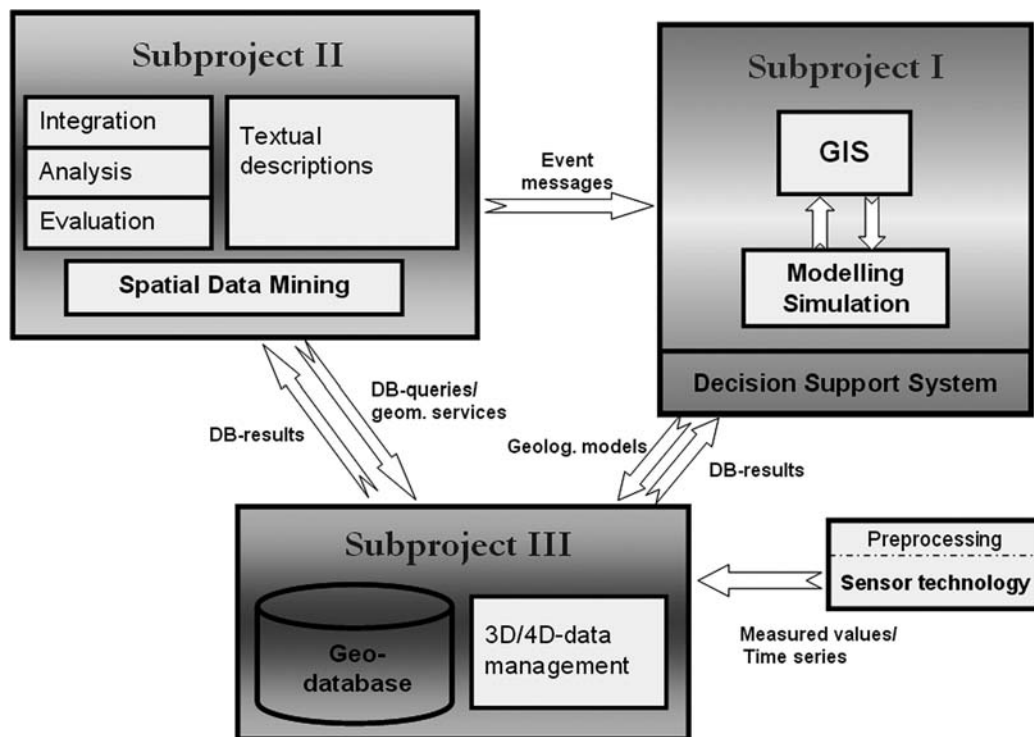 Subproject II
Integration
Analysis
Evaluation
Textual
descriptions
Spatial Data Mining
Event
messages
Subproject I
GIS
Modelling
Simulation
Decision Support System
DB-queries/
geom. services
DB-results
Geolog. models
DB-results
Subproject III
Geo-
database
3D/4D-data
management
Preprocessing
Sensor technology
Measured values/
Time series